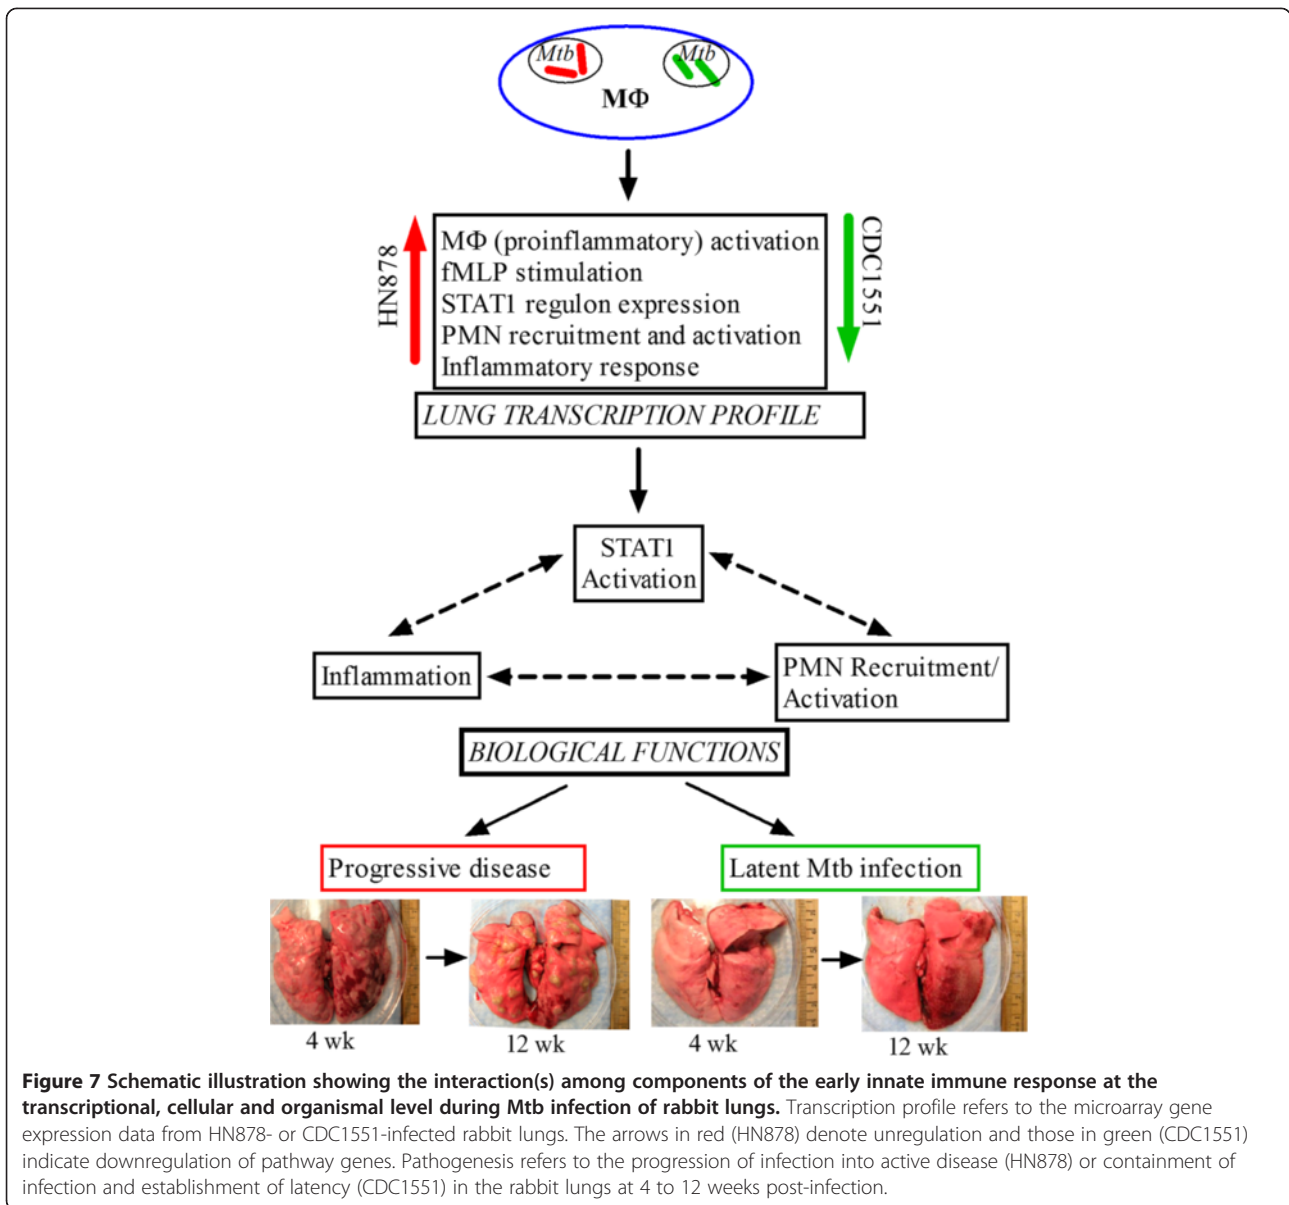 Mtb
Mtb
MΦ
HN878
CDC1551
MΦ (proinflammatory) activation
fMLP stimulation
STAT1 regulon expression
PMN recruitment and activation
Inflammatory response
LUNG TRANSCRIPTION PROFILE
STAT1
Activation
Inflammation
PMN Recruitment/
Activation
BIOLOGICAL FUNCTIONS
Progressive disease
Latent Mtb infection
4 wk
12 wk
4 wk
12 wk
Figure 7 Schematic illustration showing the interaction(s) among components of the early innate immune response at the
transcriptional, cellular and organismal level during Mtb infection of rabbit lungs. Transcription profile refers to the microarray gene
expression data from HN878- or CDC1551-infected rabbit lungs. The arrows in red (HN878) denote unregulation and those in green (CDC1551)
indicate downregulation of pathway genes. Pathogenesis refers to the progression of infection into active disease (HN878) or containment of
infection and establishment of latency (CDC1551) in the rabbit lungs at 4 to 12 weeks post-infection.